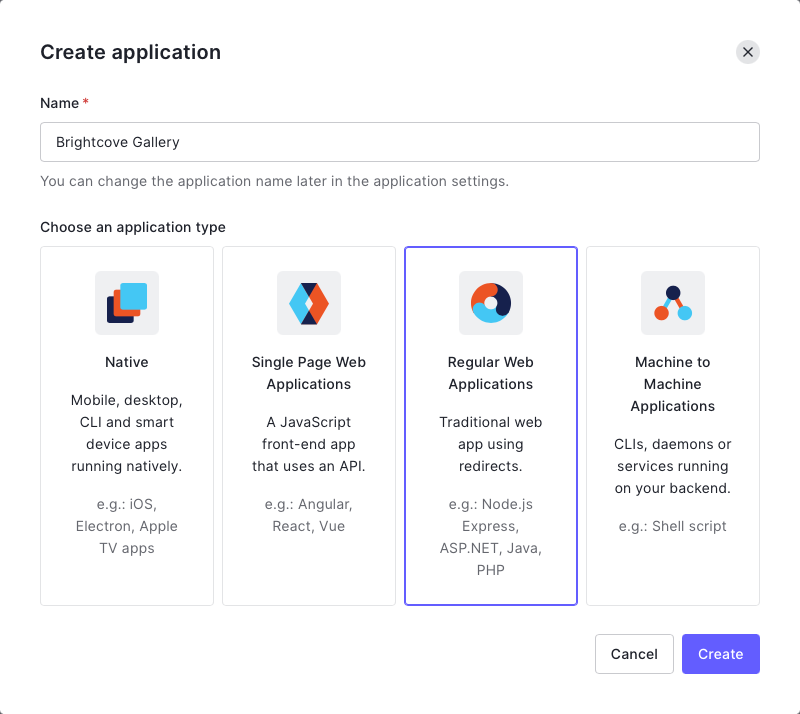 Create application
Name *
Brightcove Gallery
You can change the application name later in the application settings.
Choose an application type
Native
Mobile, desktop,
CLI and smart
device apps
running natively.
e.g.: iOS,
Electron, Apple
TV apps
Single Page Web
Applications
A JavaScript
front-end app
that uses an API.
e.g.: Angular,
React, Vue
Regular Web
Applications
Traditional web
app using
redirects.
e.g.: Node.js
Express,
ASP.NET, Java,
PHP
Machine to
Machine
Applications
CLIs, daemons or
services running
on your backend.
e.g.: Shell script
Cancel
Create